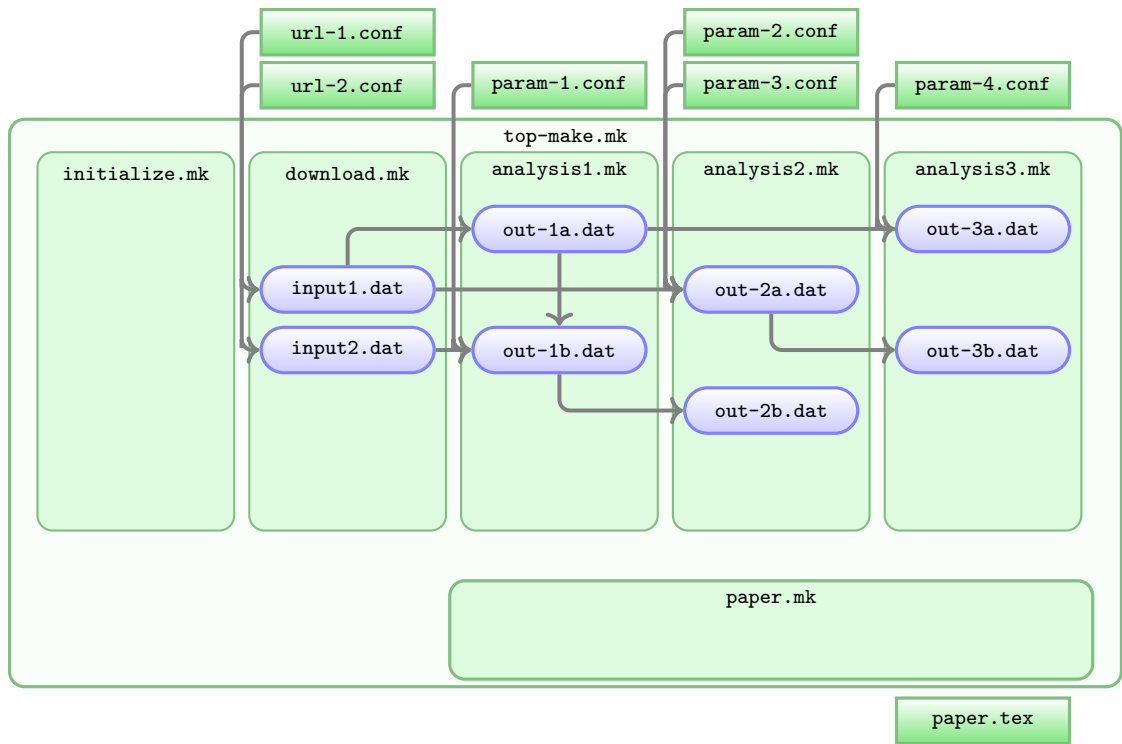 url-1.conf
param-2.conf
url-2.conf
param-1.conf
param-3.conf
param-4.conf
top-make.mk
initialize.mk
download.mk
analysis1.mk
analysis2.mk
analysis3.mk
out-1a.dat
out-3a.dat
input1.dat
out-2a.dat
input2.dat
out-1b.dat
out-3b.dat
out-2b.dat
paper.mk
paper.tex